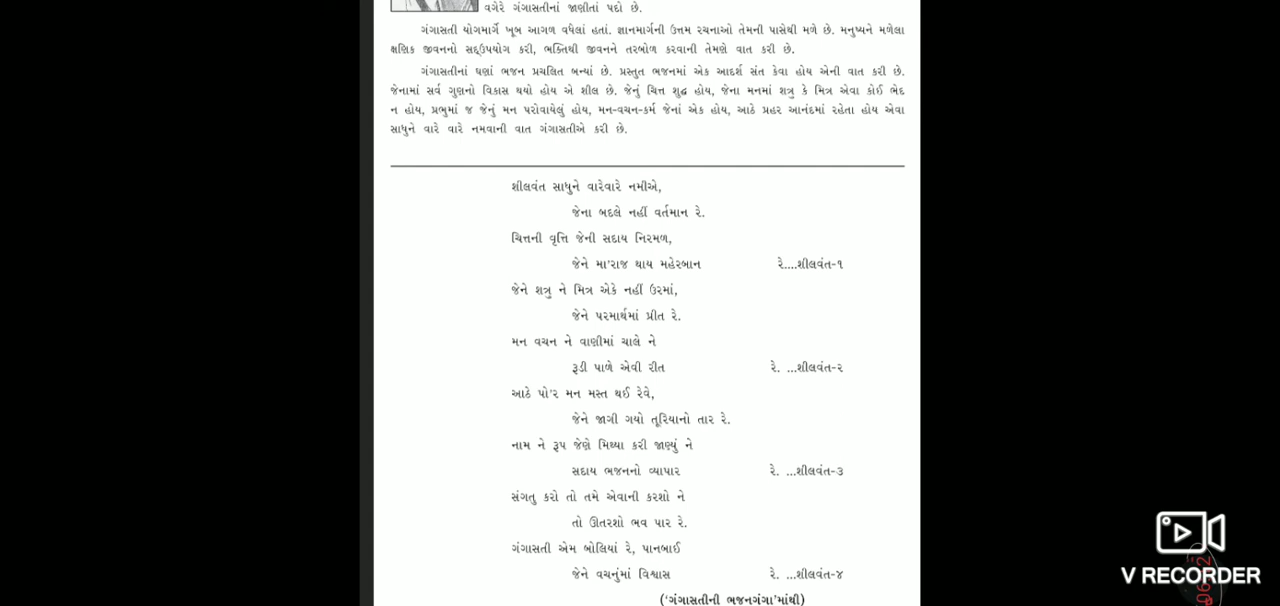 વગેરે ગંગાસતીનાં જાણીતાં પદો છે.
ગંગાસતી યોગમાર્ગે ખૂબ આગળ વધેલાં હતાં. જ્ઞાનમાર્ગની ઉત્તમ રચનાઓ તેમની પાસેથી મળે છે. મનુષ્યને મળેલા
ક્ષણિક જીવનનો સદ્ઉપયોગ કરી, ભક્તિથી જીવનને તરબોળ કરવાની તેમણે વાત કરી છે.
ગંગાસતીનાં ઘણાં ભજન પ્રચલિત બન્યાં છે. પ્રસ્તુત ભજનમાં એક આદર્શ સંત કેવા હોય એની વાત કરી છે.
જેનામાં સર્વ ગુણનો વિકાસ થયો હોય એ શીલ છે. જેનું ચિત્ત શુદ્ધ હોય, જેના મનમાં શત્રુ કે મિત્ર એવા કોઈ ભેદ
ન હોય, પ્રભુમાં જ જેનું મન પરોવાયેલું હોય, મન-વચન-કર્મ જેનાં એક હોય, આઠે પ્રહર આનંદમાં રહેતા હોય એવા
સાધુને વારે વારે નમવાની વાત ગંગાસતીએ કરી છે.
શીલવંત સાધુને વારેવારે નમીએ,
જેના બદલે નહીં વર્તમાન રે.
ચિત્તની વૃત્તિ જેની સદાય નિરમળ,
જેને મા'રાજ થાય મહેરબાન રે....શીલવંત-૧
જેને શત્રુ ને મિત્ર એકે નહીં ઉરમાં,
જેને પરમાર્થમાં પ્રીત રે.
મન વચન ને વાણીમાં ચાલે ને
રૂડી પાળે એવી રીત રે. ...શીલવંત-૨
આઠે પો'ર મન મસ્ત થઈ રેવે,
જેને જાગી ગયો તૂરિયાનો તાર રે.
નામ ને રૂપ જેણે મિથ્યા કરી જાણ્યું ને
સદાય ભજનનો વ્યાપાર રે. ...શીલવંત-૩
સંગતુ કરો તો તમે એવાની કરશો ને
તો ઊતરશો ભવ પાર રે.
ગંગાસતી એમ બોલિયાં રે, પાનબાઈ
જેને વચનુંમાં વિશ્વાસ રે. ...શીલવંત-૪
('ગંગાસતીની ભજનગંગા'માંથી)
V RECORDER